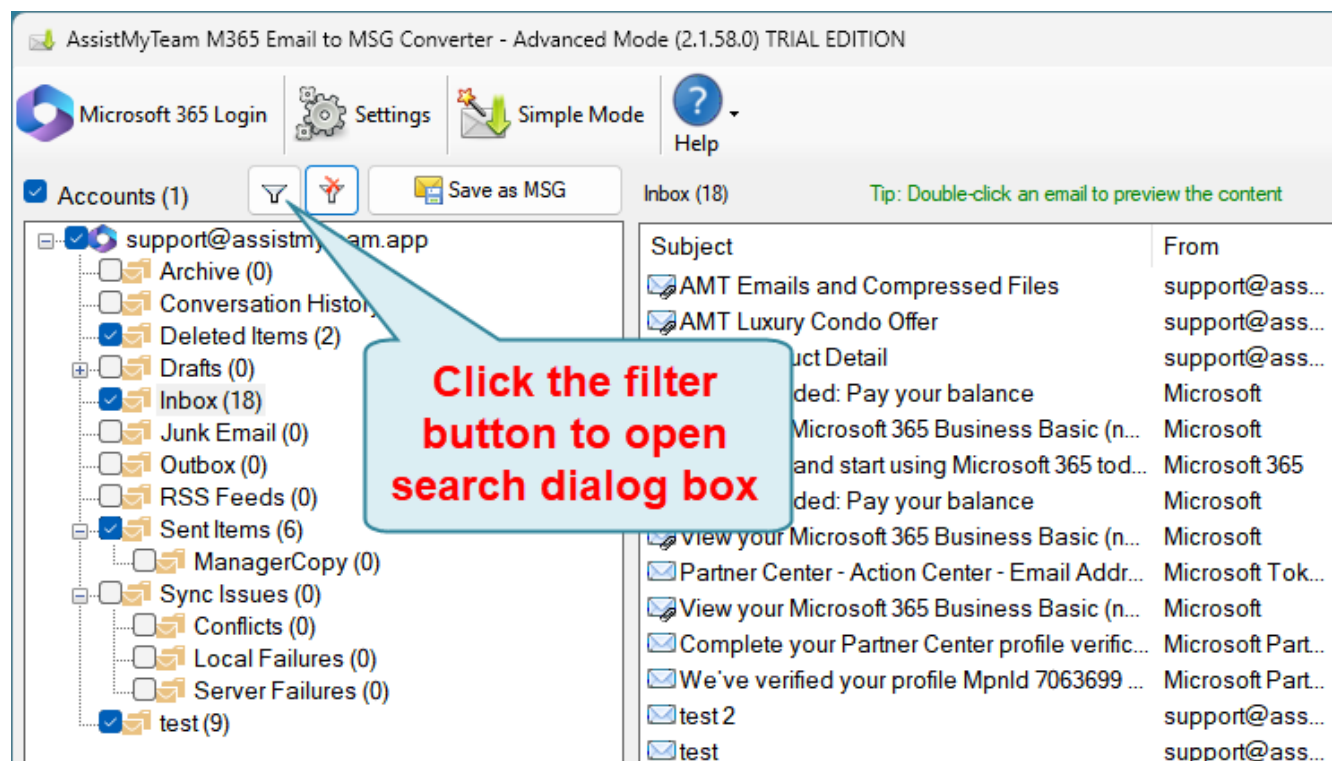 AssistMyTeam M365 Email to MSG Converter - Advanced Mode (2.1.58.0) TRIAL EDITION
Microsoft 365 Login
Settings
Simple Mode
Help
Accounts (1)
Save as MSG
Inbox (18)
Tip: Double-click an email to preview the content
support@assistmyteam.app
Archive (0)
Conversation History
Deleted Items (2)
Drafts (0)
Inbox (18)
Junk Email (0)
Outbox (0)
RSS Feeds (0)
Sent Items (6)
ManagerCopy (0)
Sync Issues (0)
Conflicts (0)
Local Failures (0)
Server Failures (0)
test (9)
Click the filter
button to open
search dialog box
Subject From
AMT Emails and Compressed Files support@ass...
AMT Luxury Condo Offer support@ass...
Detail support@ass...
Pay your balance Microsoft
Microsoft 365 Business Basic (n... Microsoft
and start using Microsoft 365 tod... Microsoft 365
Pay your balance Microsoft
View your Microsoft 365 Business Basic (n... Microsoft
Partner Center - Action Center - Email Addr... Microsoft Tok...
View your Microsoft 365 Business Basic (n... Microsoft
Complete your Partner Center profile verific... Microsoft Part...
We've verified your profile MpnId 7063699 ... Microsoft Part...
test 2 support@ass...
test support@ass...